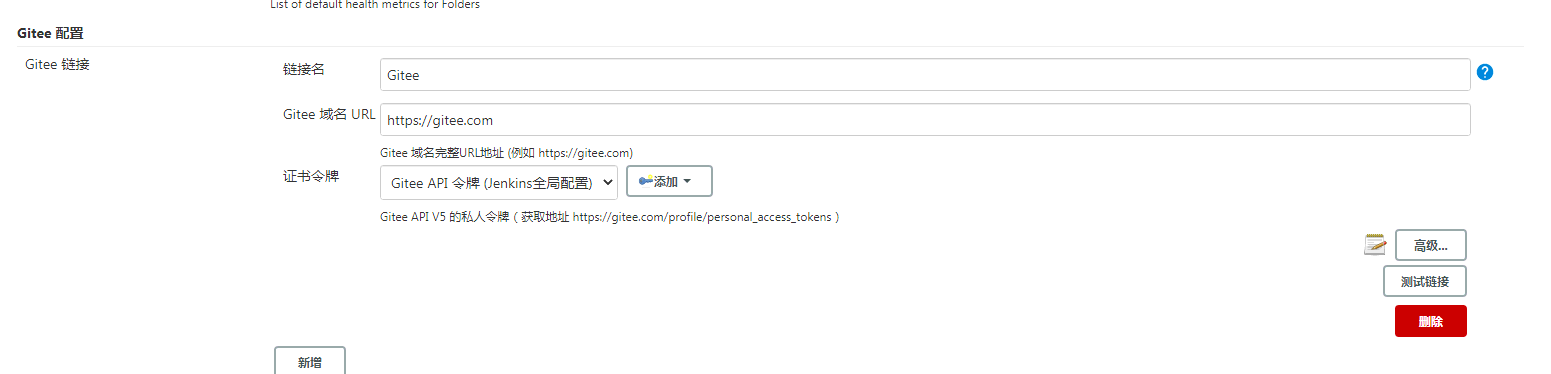 List of default health metrics for Folders
Gitee 配置
Gitee 链接
链接名
Gitee
?
Gitee 域名 URL
https://gitee.com
Gitee 域名完整URL地址 (例如 https://gitee.com)
证书令牌
Gitee API 令牌 (Jenkins全局配置)
添加
Gitee API V5 的私人令牌 ( 获取地址 https://gitee.com/profile/personal_access_tokens )
高级...
测试链接
删除
新增